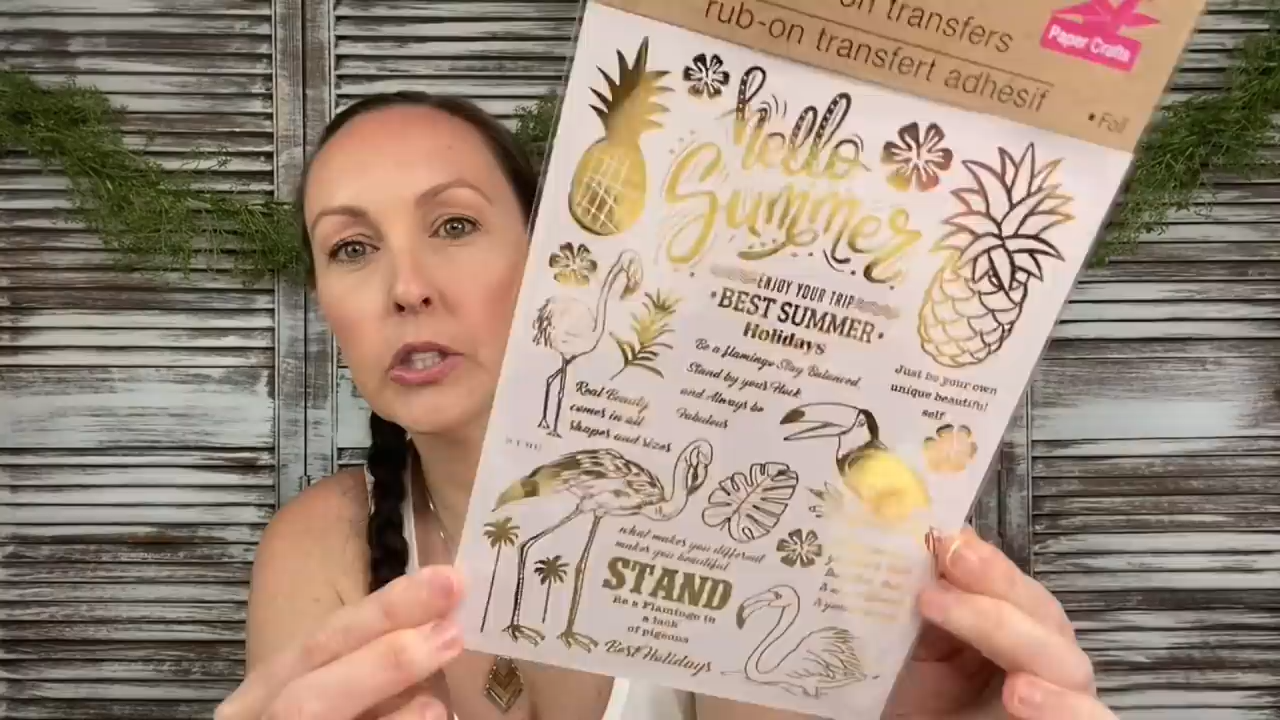 on transfers
rub-on transfert adhésif
Paper Crafts
• Foil
hello
Summer
ENJOY YOUR TRIP
• BEST SUMMER •
Holidays
Be a flamingo Stay Balanced
Stand by your flock
and Always be
Fabulous
Just be your own
unique beautiful
self
Real Beauty
comes in all
shapes and sizes
what makes you different
makes you beautiful
STAND
Be a Flamingo in
a lock
of pigeons
Best Holidays